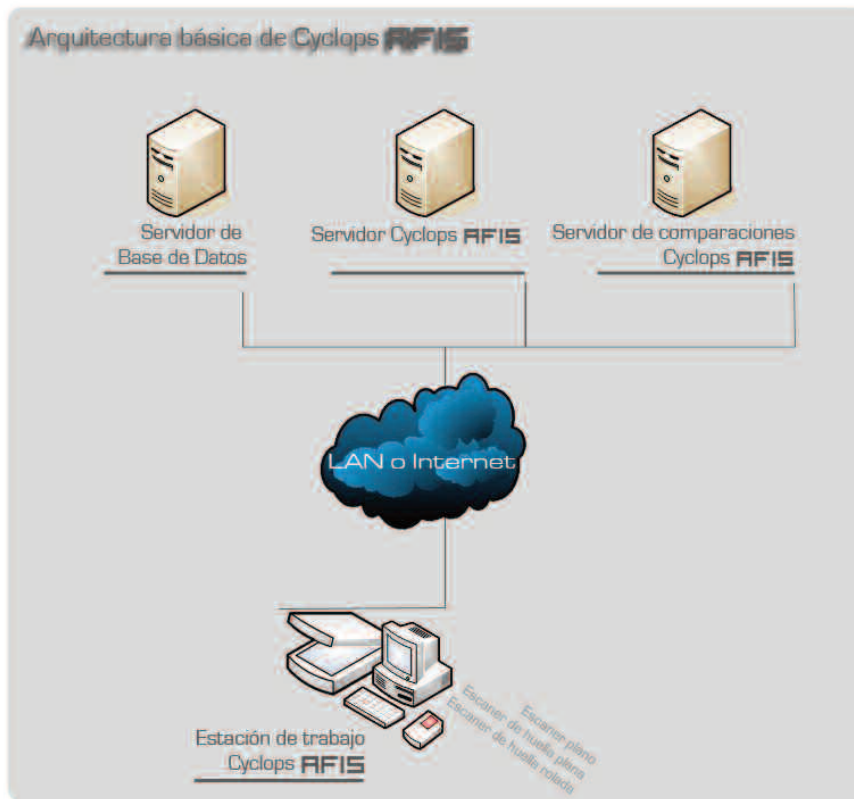 Arquitectura básica de Cyclops AFIS
Servidor de
Base de Datos
Servidor Cyclops AFIS
Servidor de comparaciones
Cyclops AFIS
LAN o Internet
Escaner plano
Escaner de huella plana
Escaner de huella rolada
Estación de trabajo
Cyclops AFIS